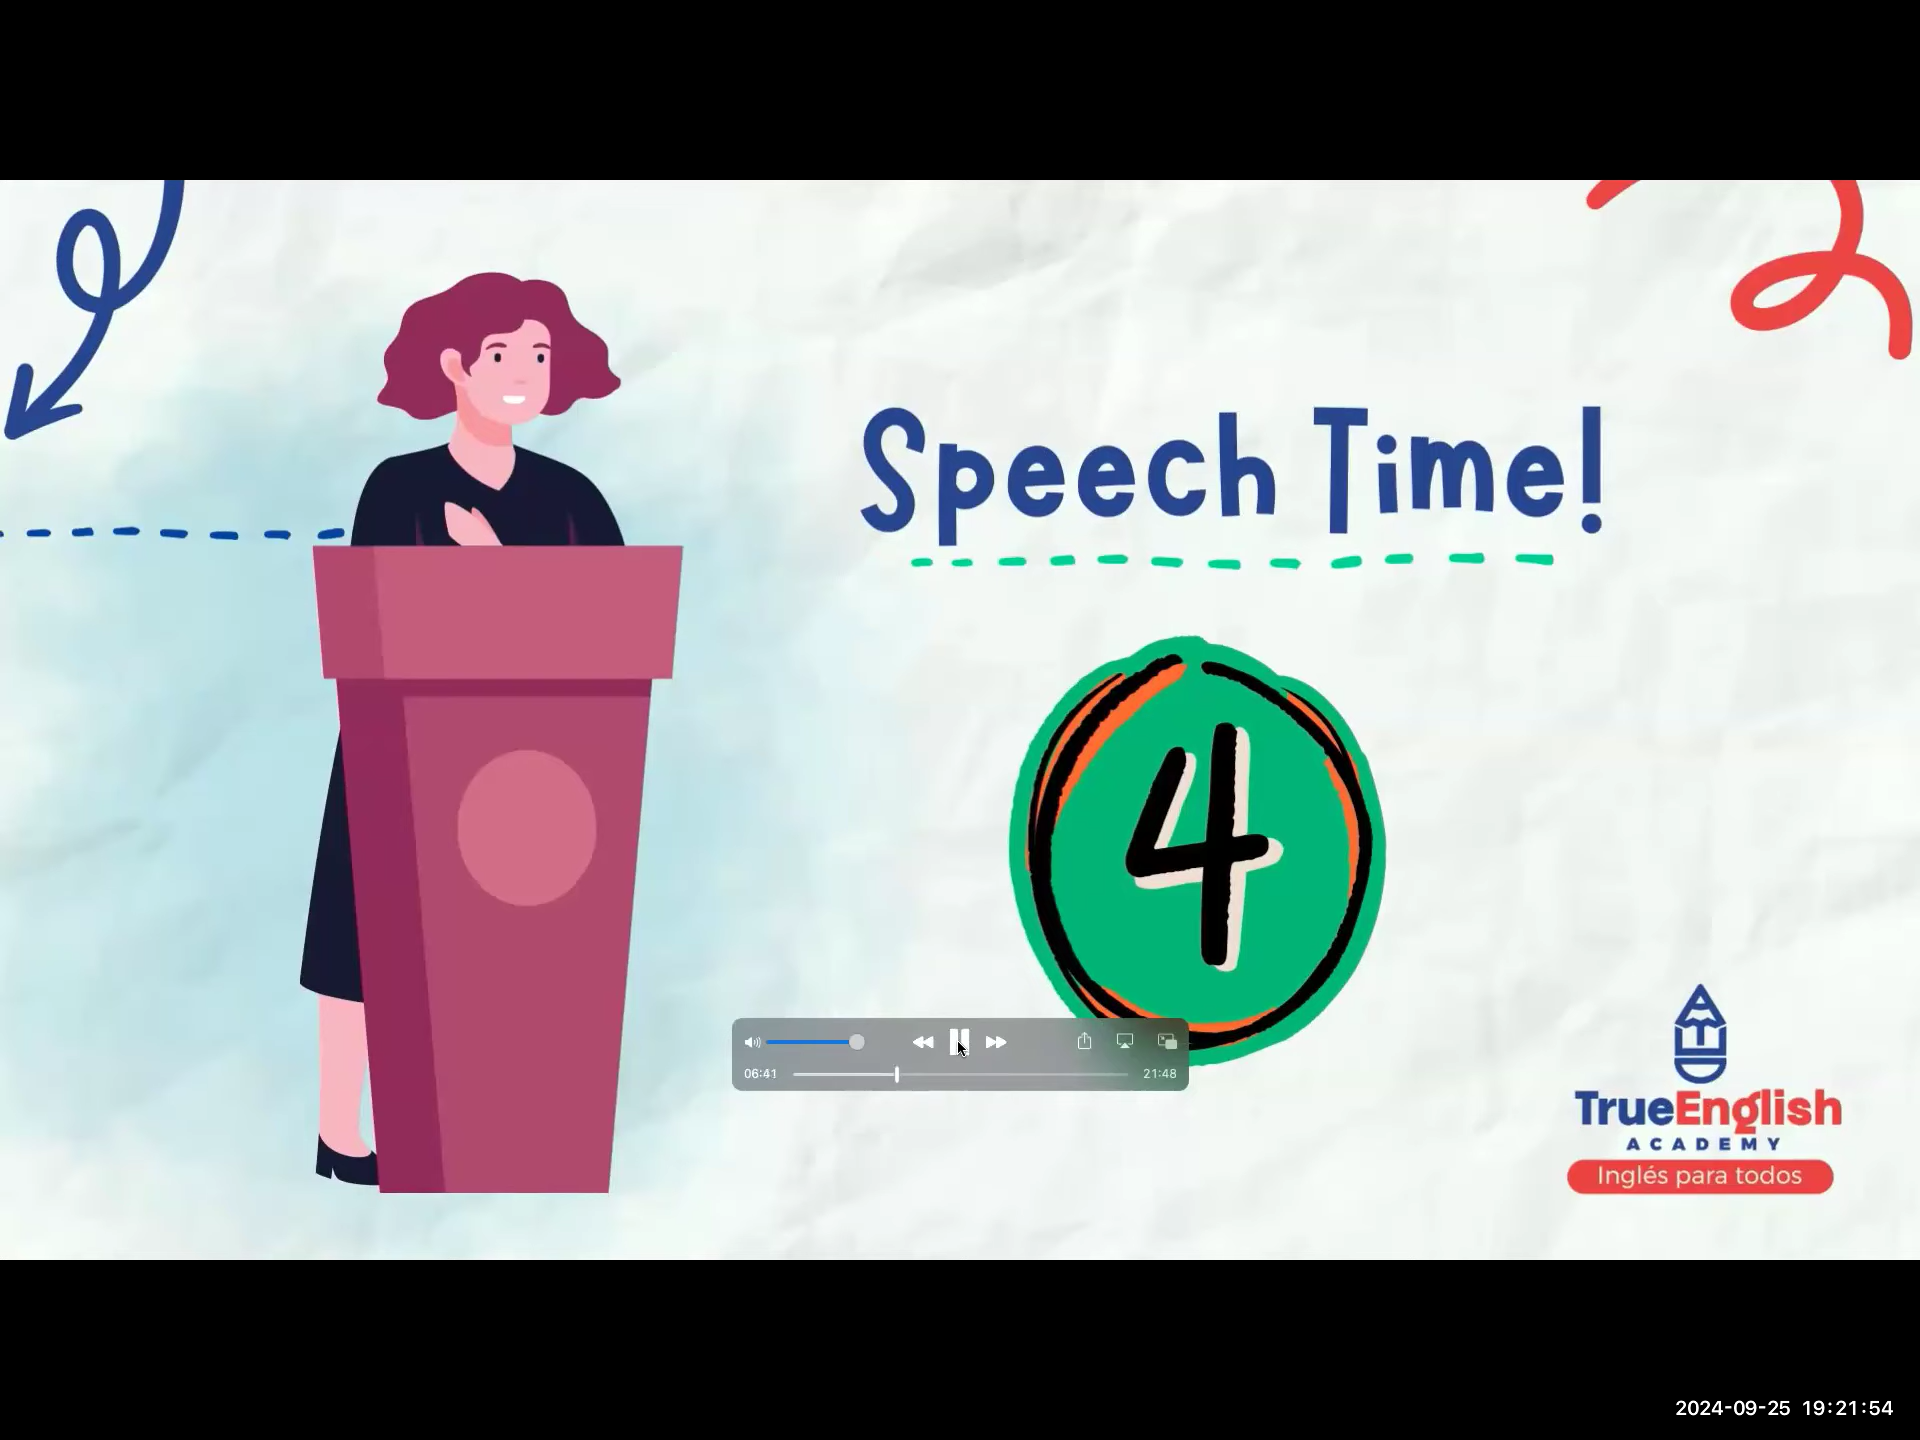 Speech Time!
4
06:41
21:48
TrueEnglish
ACADEMY
Inglés para todos
2024-09-25 19:21:54